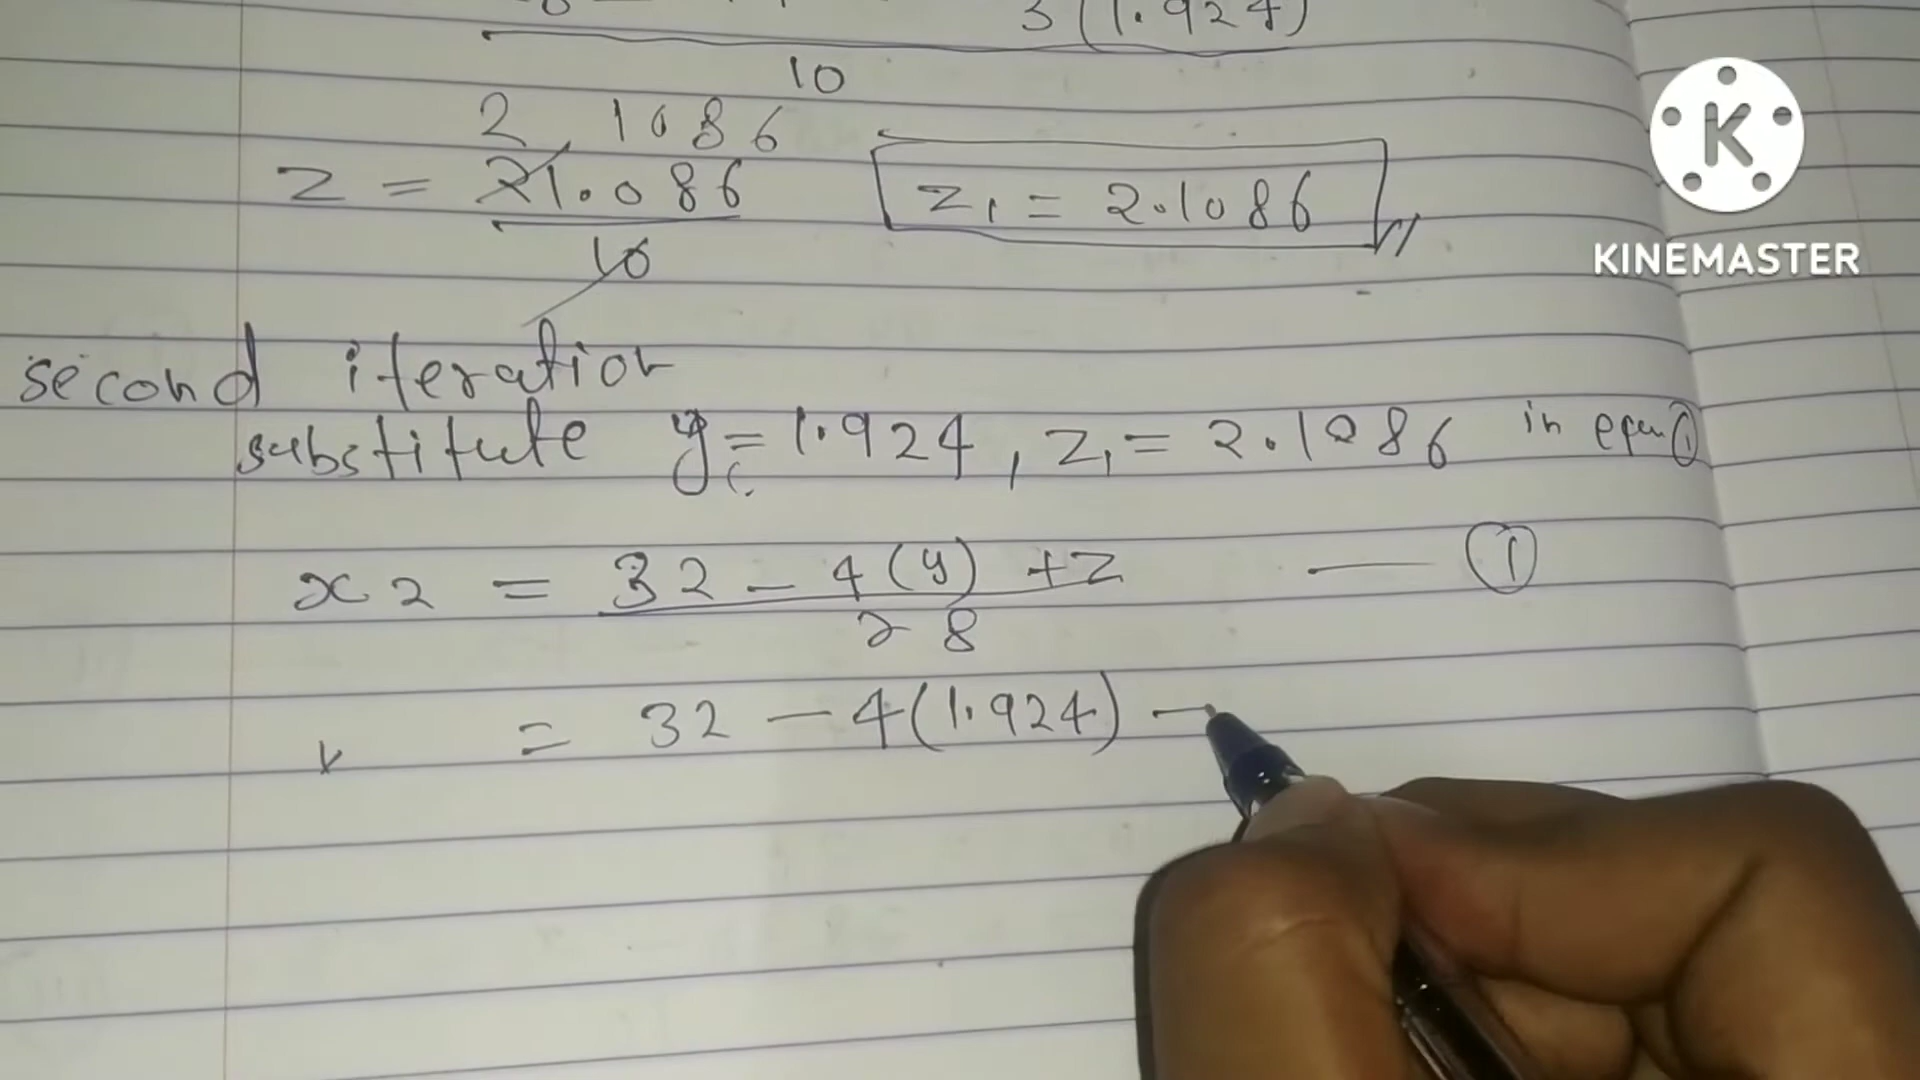 3(1.924)
10
2.1086
z = 21.086
10
z1 = 2.1086
KINEMASTER
second iteration
substitute y1 = 1.924, z1 = 2.1086 in eqn ①
x2 = 32 - 4(y) + z —— ①
28
= 32 - 4(1.924) -